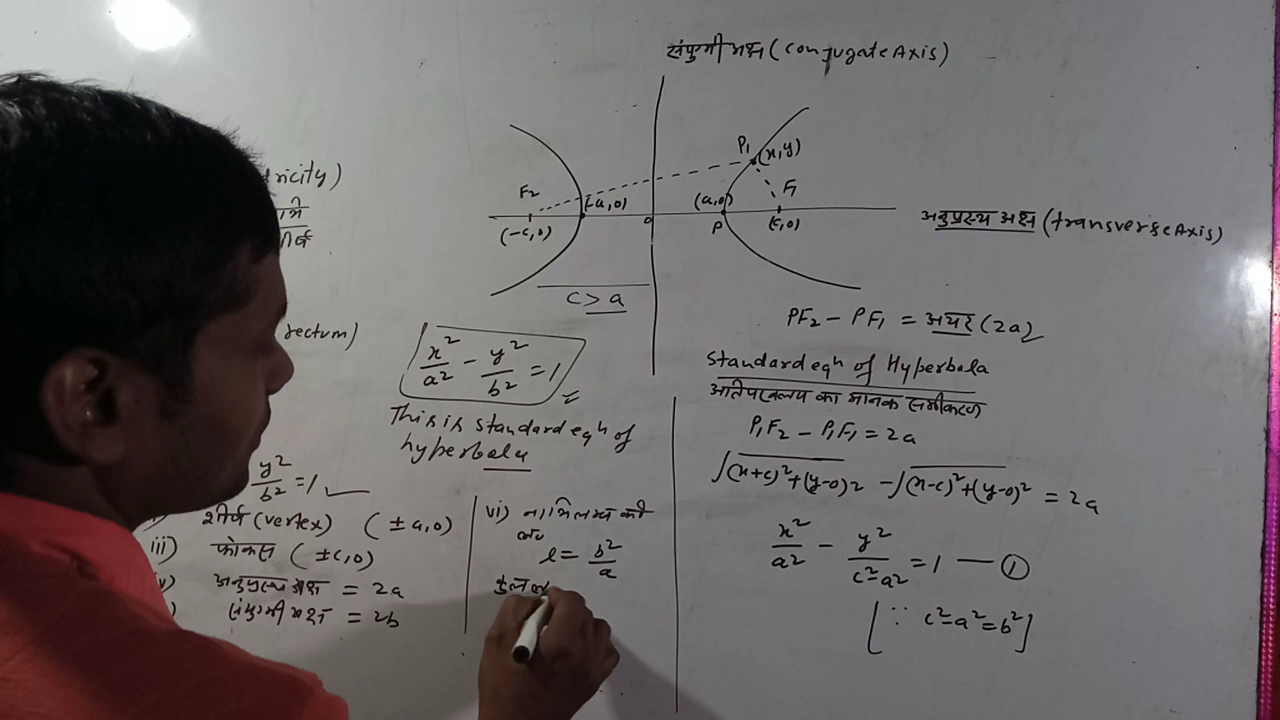 संयुग्मी अक्ष (Conjugate Axis)
ricity)
P₁ (x,y)
F₂
F₁
(-a,0)
(a,0)
(-c,0)
o
P
(c,0)
अनुप्रस्थ अक्ष (transverse Axis)
c > a
PF₂ - PF₁ = अचर (2a)
rectum)
x²/a² - y²/b² = 1
This is standard eqn of
hyperbola
standard eqn of Hyperbola
अतिपरवलय का मानक समीकरण
P₁F₂ - P₁F₁ = 2a
√(x+c)²+(y-0)² - √(x-c)²+(y-0)² = 2a
x²/a² - y²/c²-a² = 1 — ①
[∵ c²-a²=b²]
y²/b² = 1
शीर्ष (vertex) (±a,0)
iii) फोकस (±c,0)
v) अनुप्रस्थ अक्ष = 2a
संयुग्मी अक्ष = 2b
vi) नाभिलम्ब की
l = b²/a